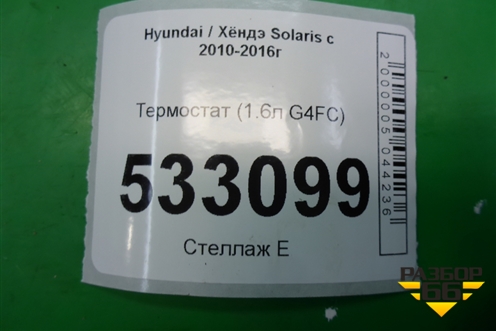 Hyundai / Хёндэ Solaris с
2010-2016г
Термостат (1.6л G4FC)
533099
Стеллаж Е
2000005044236
РАЗБОР
66